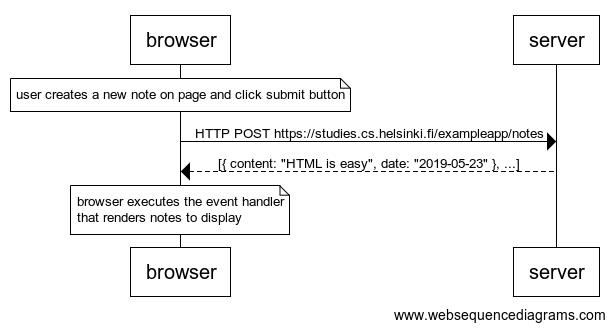 browser
server
user creates a new note on page and click submit button
HTTP POST https://studies.cs.helsinki.fi/exampleapp/notes
[{ content: "HTML is easy", date: "2019-05-23" }, ...]
browser executes the event handler
that renders notes to display
browser
server
www.websequencediagrams.com